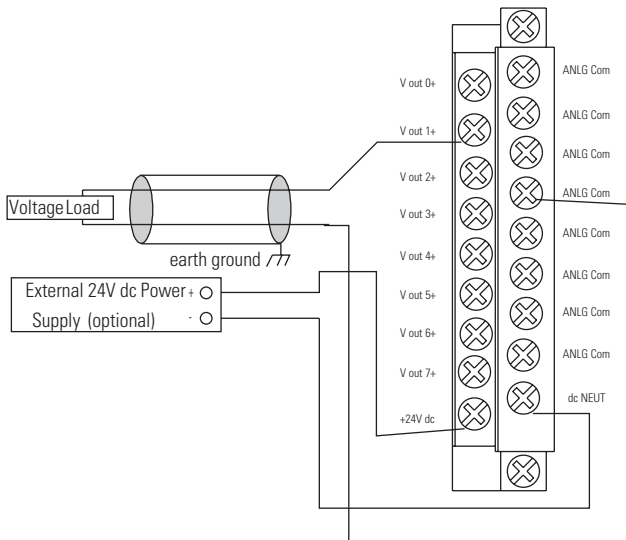 V out 0+
V out 1+
V out 2+
V out 3+
V out 4+
V out 5+
V out 6+
V out 7+
+24V dc
ANLG Com
ANLG Com
ANLG Com
ANLG Com
ANLG Com
ANLG Com
ANLG Com
ANLG Com
dc NEUT
Voltage Load
earth ground
External 24V dc Power +
Supply (optional) -